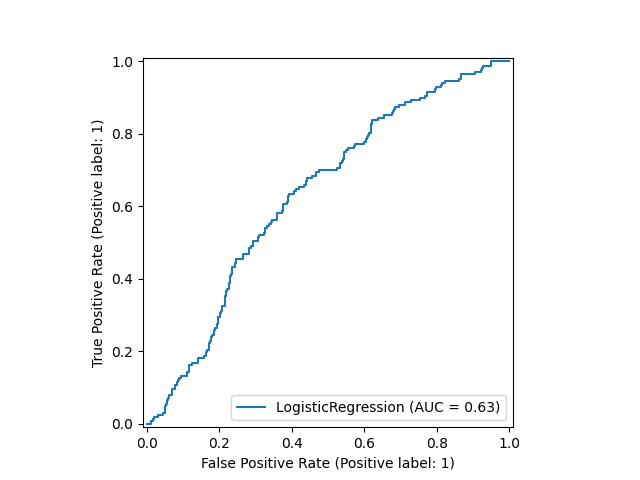 1.0
0.8
0.6
0.4
0.2
0.0
True Positive Rate (Positive label: 1)
LogisticRegression (AUC = 0.63)
0.0 0.2 0.4 0.6 0.8 1.0
False Positive Rate (Positive label: 1)